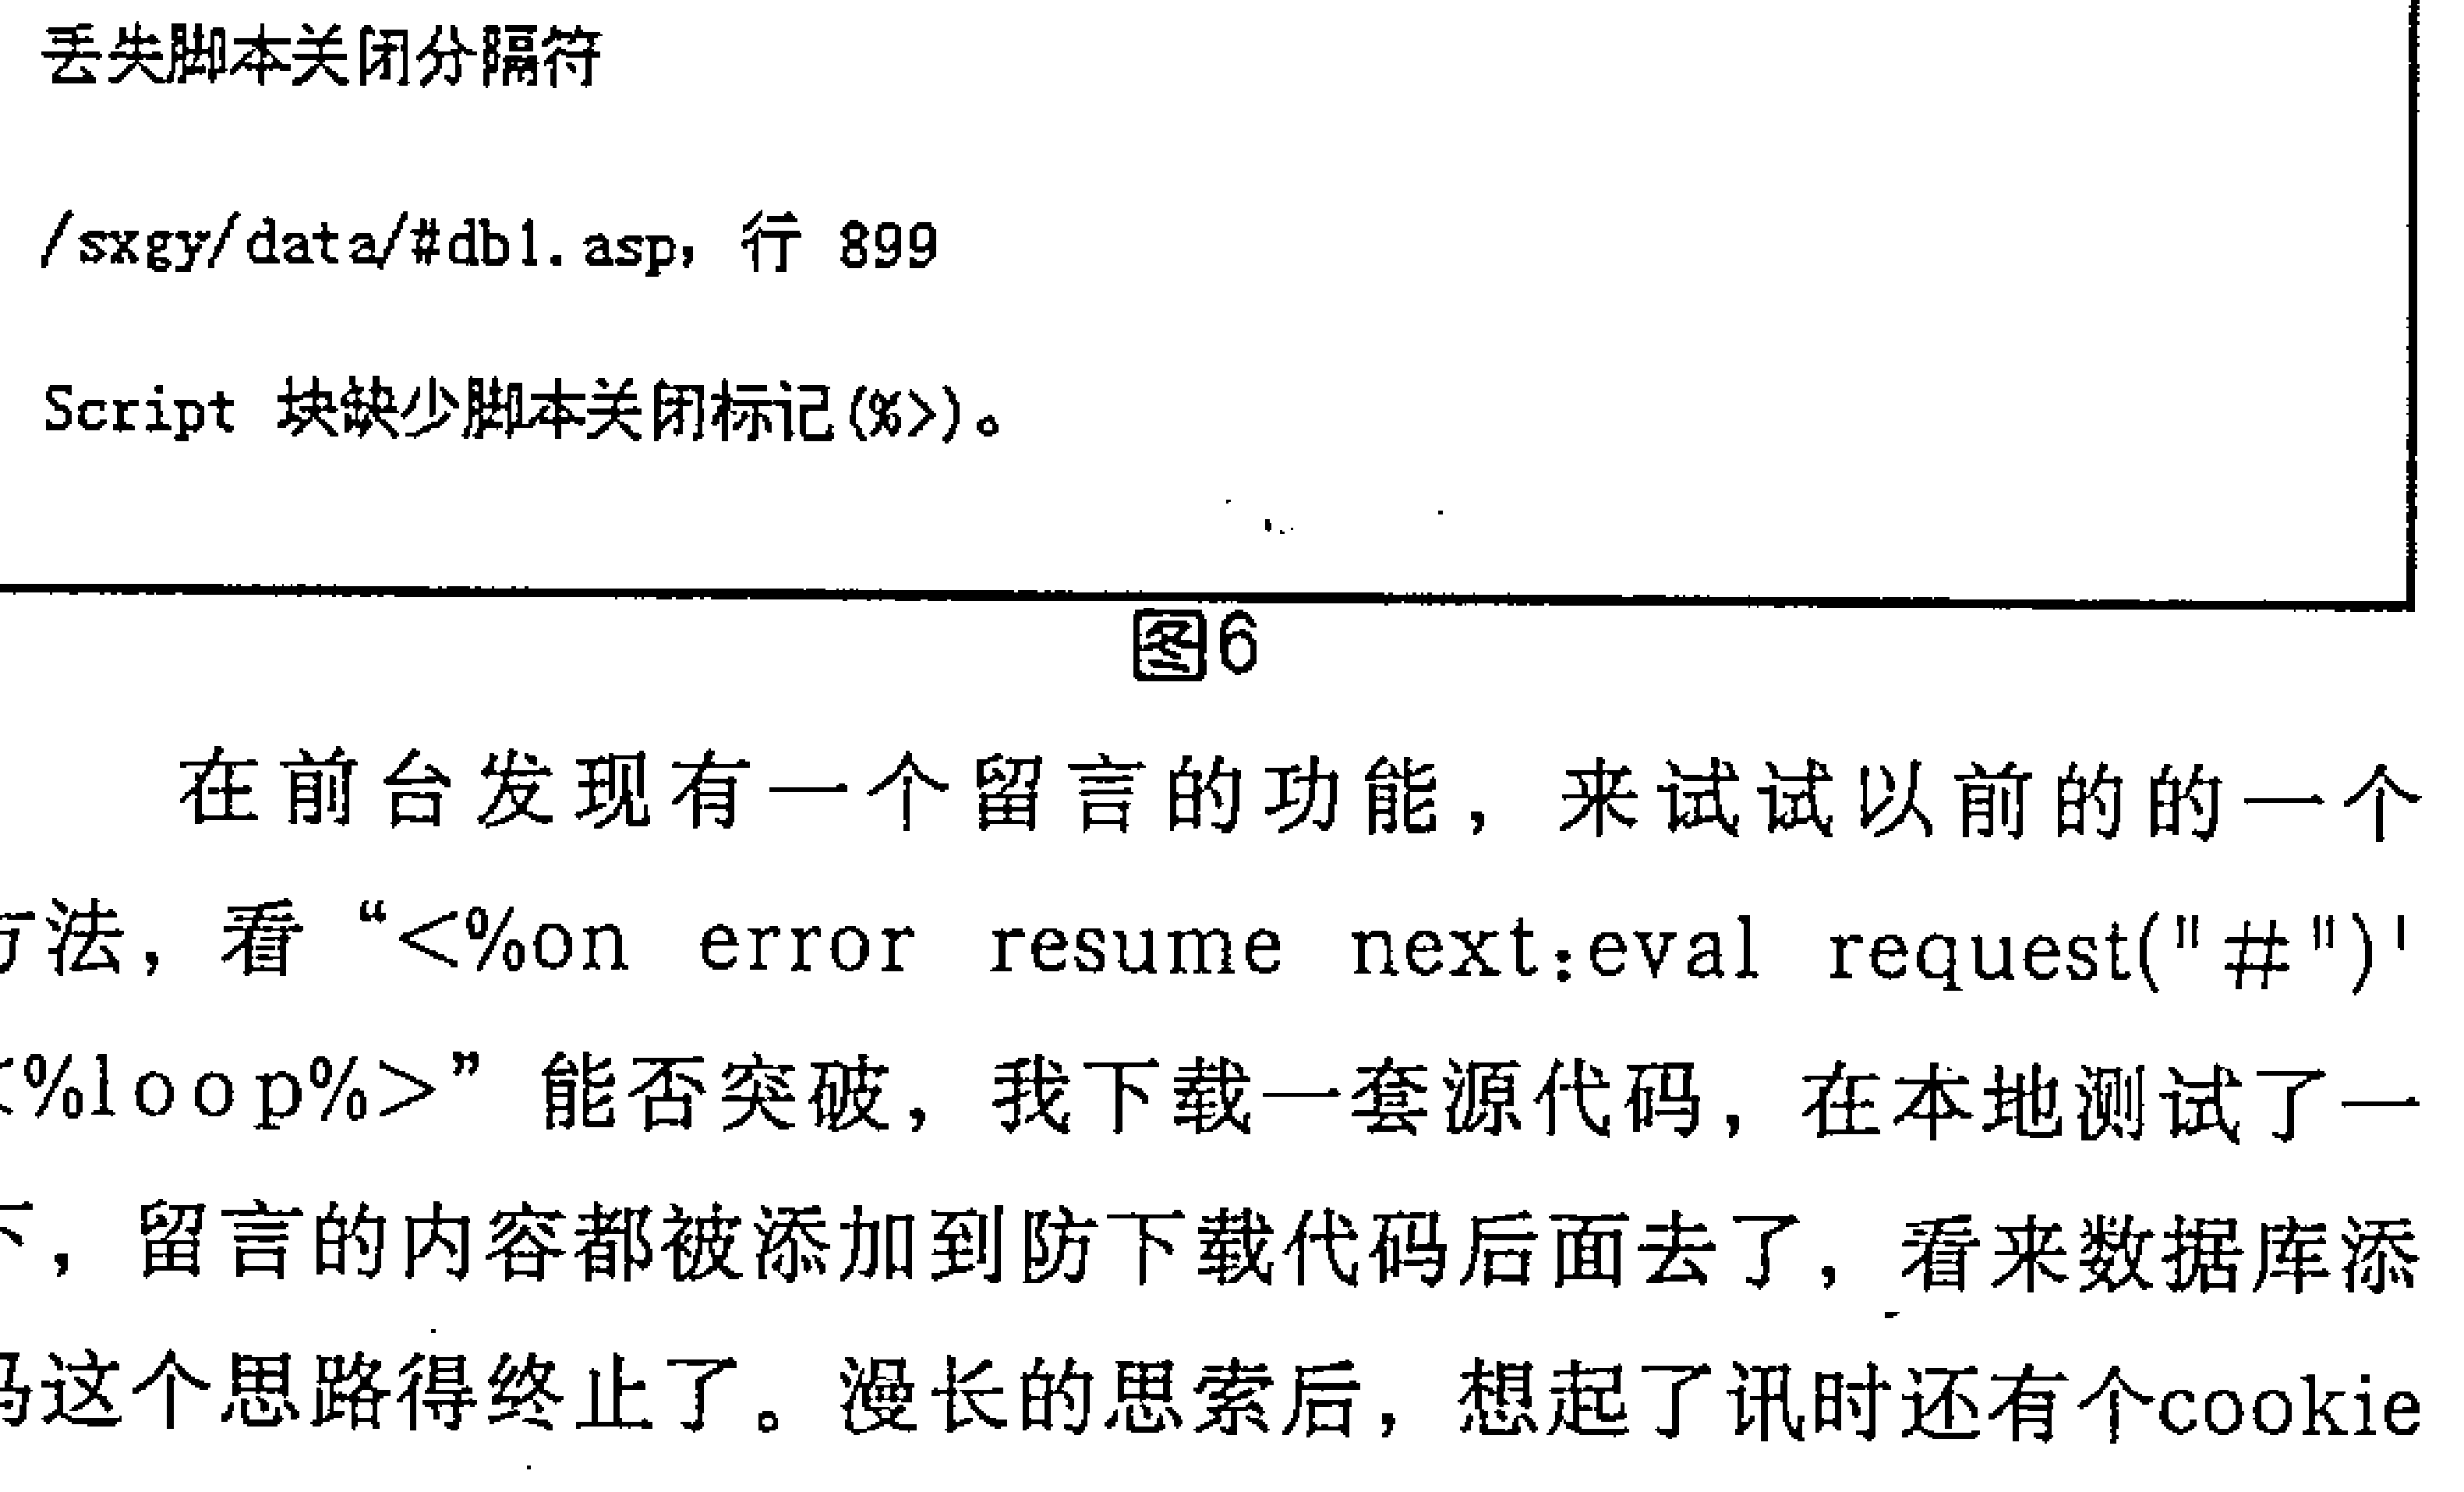 丢失脚本关闭分隔符
/sxgy/data/#db1.asp，行 899
Script 块缺少脚本关闭标记(%>)。
图6
在前台发现有一个留言的功能，来试试以前的的一个
方法，看“<%on error resume next:eval request("#")'
<%loop%>”能否突破，我下载一套源代码，在本地测试了一
下，留言的内容都被添加到防下载代码后面去了，看来数据库添
码这个思路得终止了。漫长的思索后，想起了讯时还有个cookie